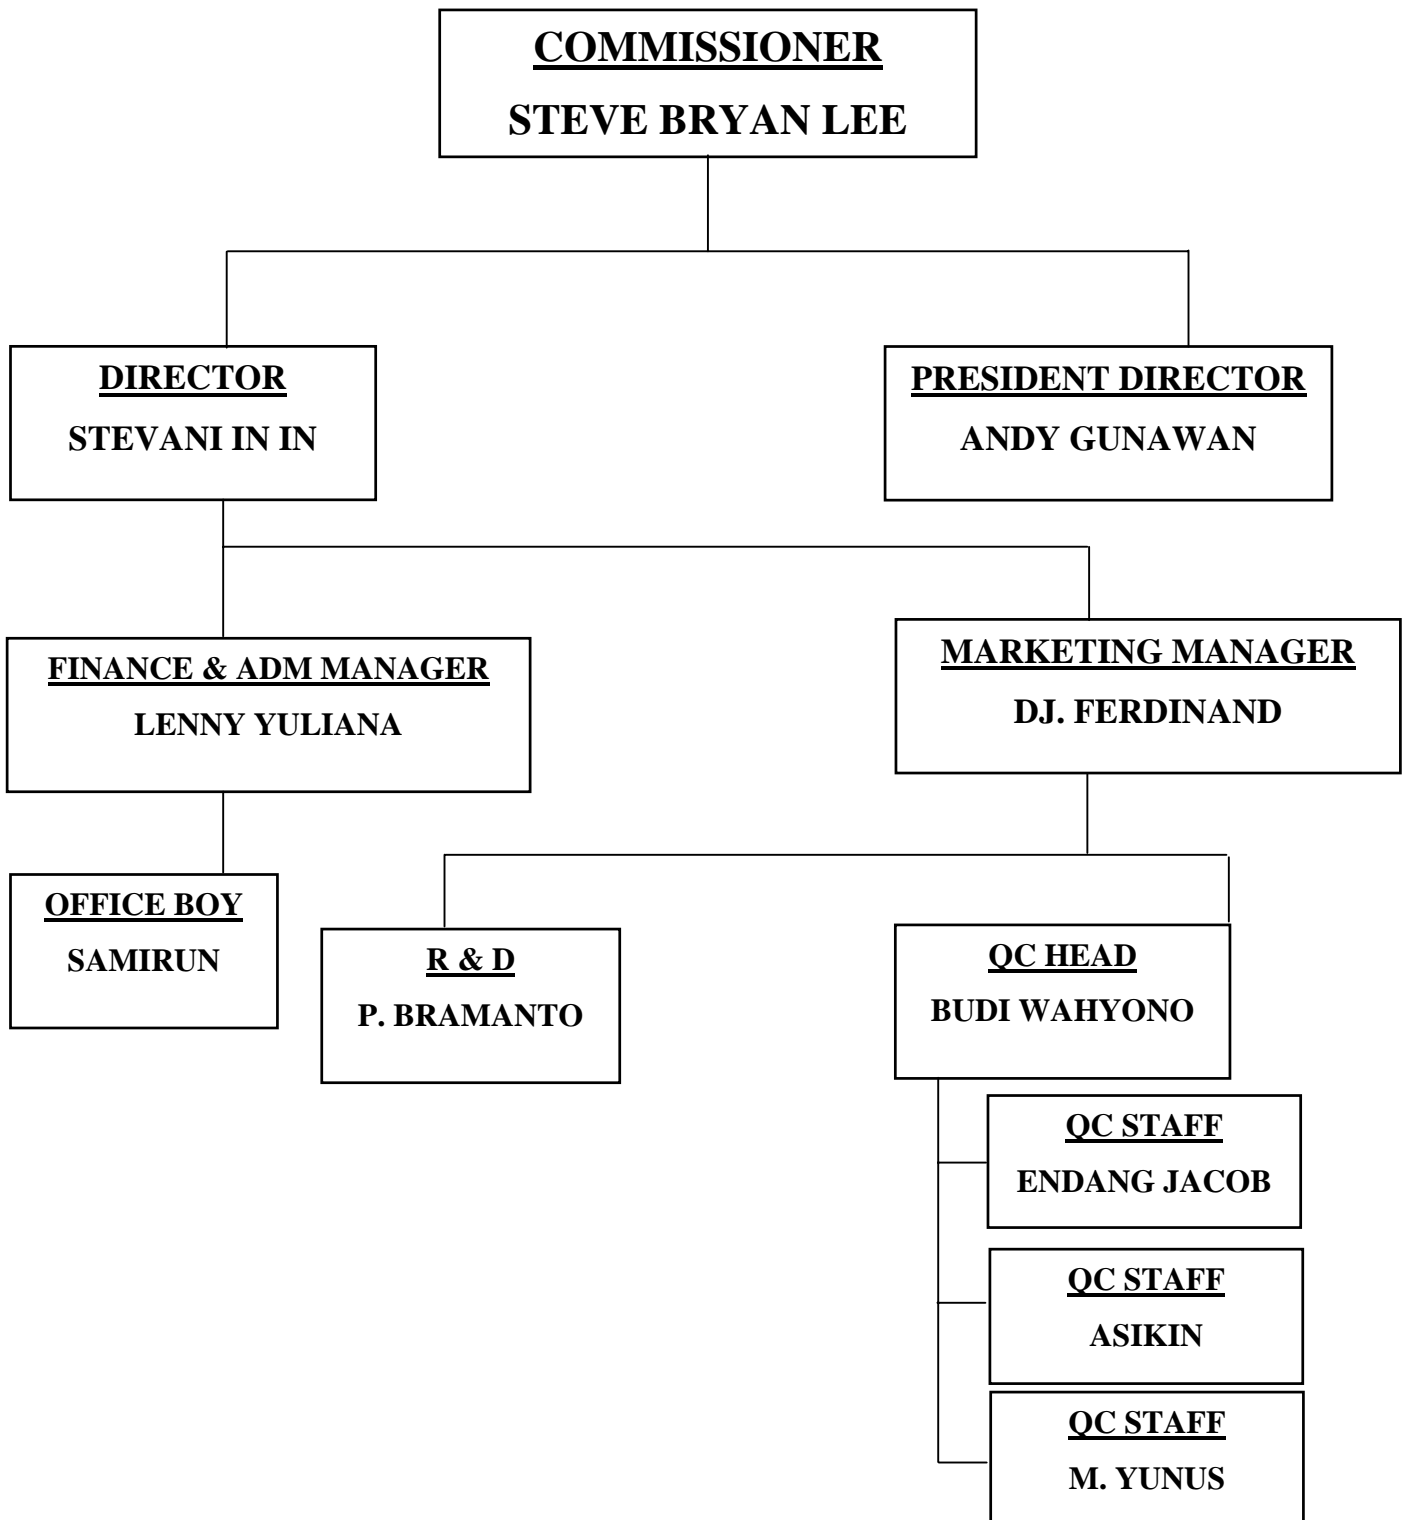 COMMISSIONER
STEVE BRYAN LEE
DIRECTOR
STEVANI IN IN
PRESIDENT DIRECTOR
ANDY GUNAWAN
FINANCE & ADM MANAGER
LENNY YULIANA
MARKETING MANAGER
DJ. FERDINAND
OFFICE BOY
SAMIRUN
R & D
P. BRAMANTO
QC HEAD
BUDI WAHYONO
QC STAFF
ENDANG JACOB
QC STAFF
ASIKIN
QC STAFF
M. YUNUS